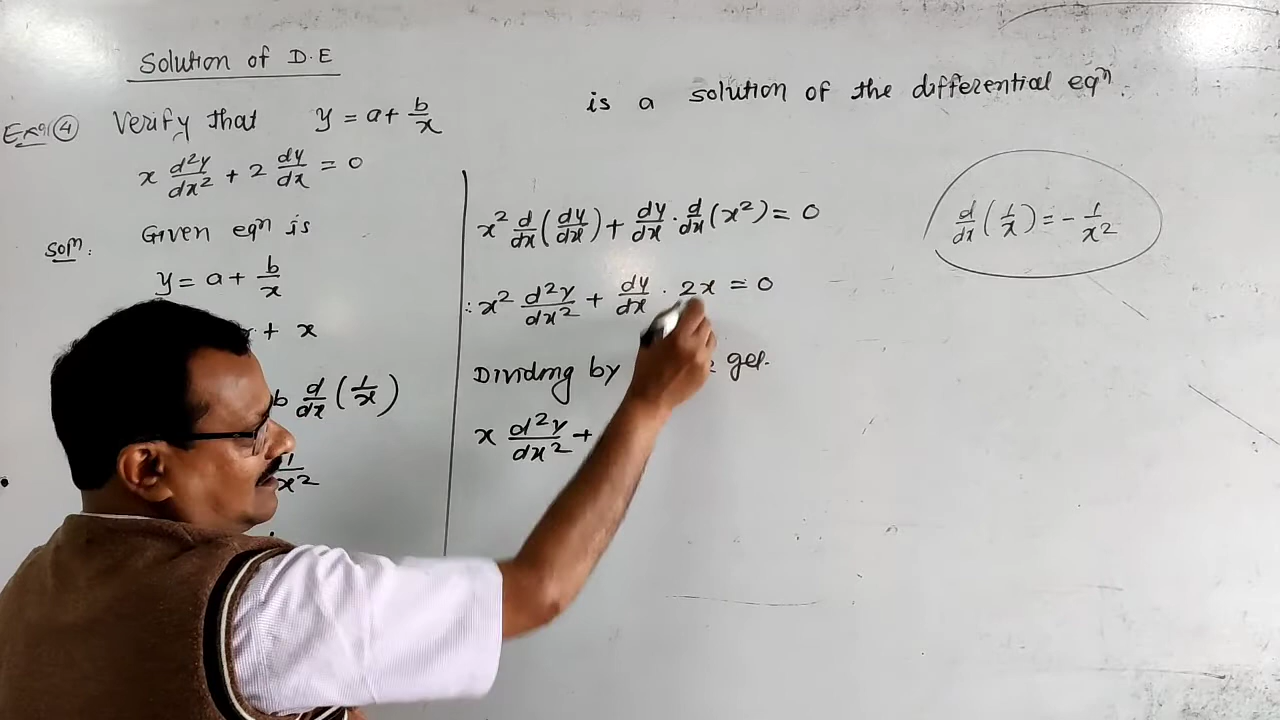 Solution of D.E
Ex④ Verify that y = a + b/x is a solution of the differential eqⁿ.
x d²y/dx² + 2 dy/dx = 0
Solⁿ. Given eqⁿ is
y = a + b/x
+ x
b d/dx (1/x)
1/x²
x² d/dx (dy/dx) + dy/dx · d/dx (x²) = 0
∴ x² d²y/dx² + dy/dx · 2x = 0
Dividing by get.
x d²y/dx² +
d/dx (1/x) = - 1/x²